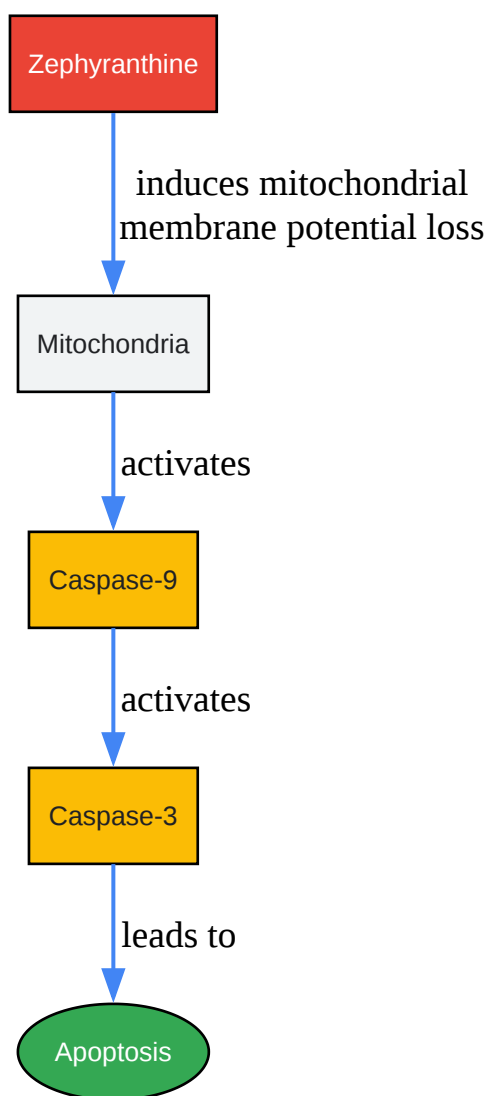 Zephyranthine
induces mitochondrial
membrane potential loss
Mitochondria
activates
Caspase-9
activates
Caspase-3
leads to
Apoptosis